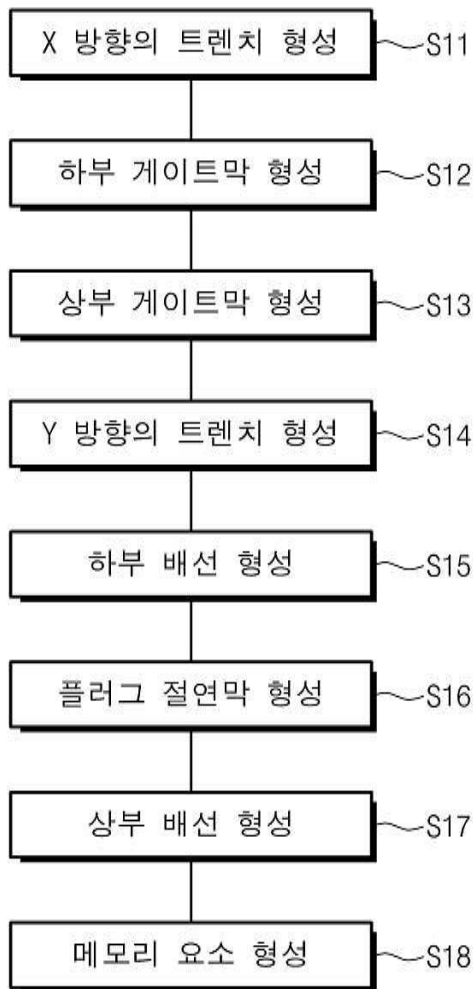 X 방향의 트렌치 형성 S11
하부 게이트막 형성 S12
상부 게이트막 형성 S13
Y 방향의 트렌치 형성 S14
하부 배선 형성 S15
플러그 절연막 형성 S16
상부 배선 형성 S17
메모리 요소 형성 S18